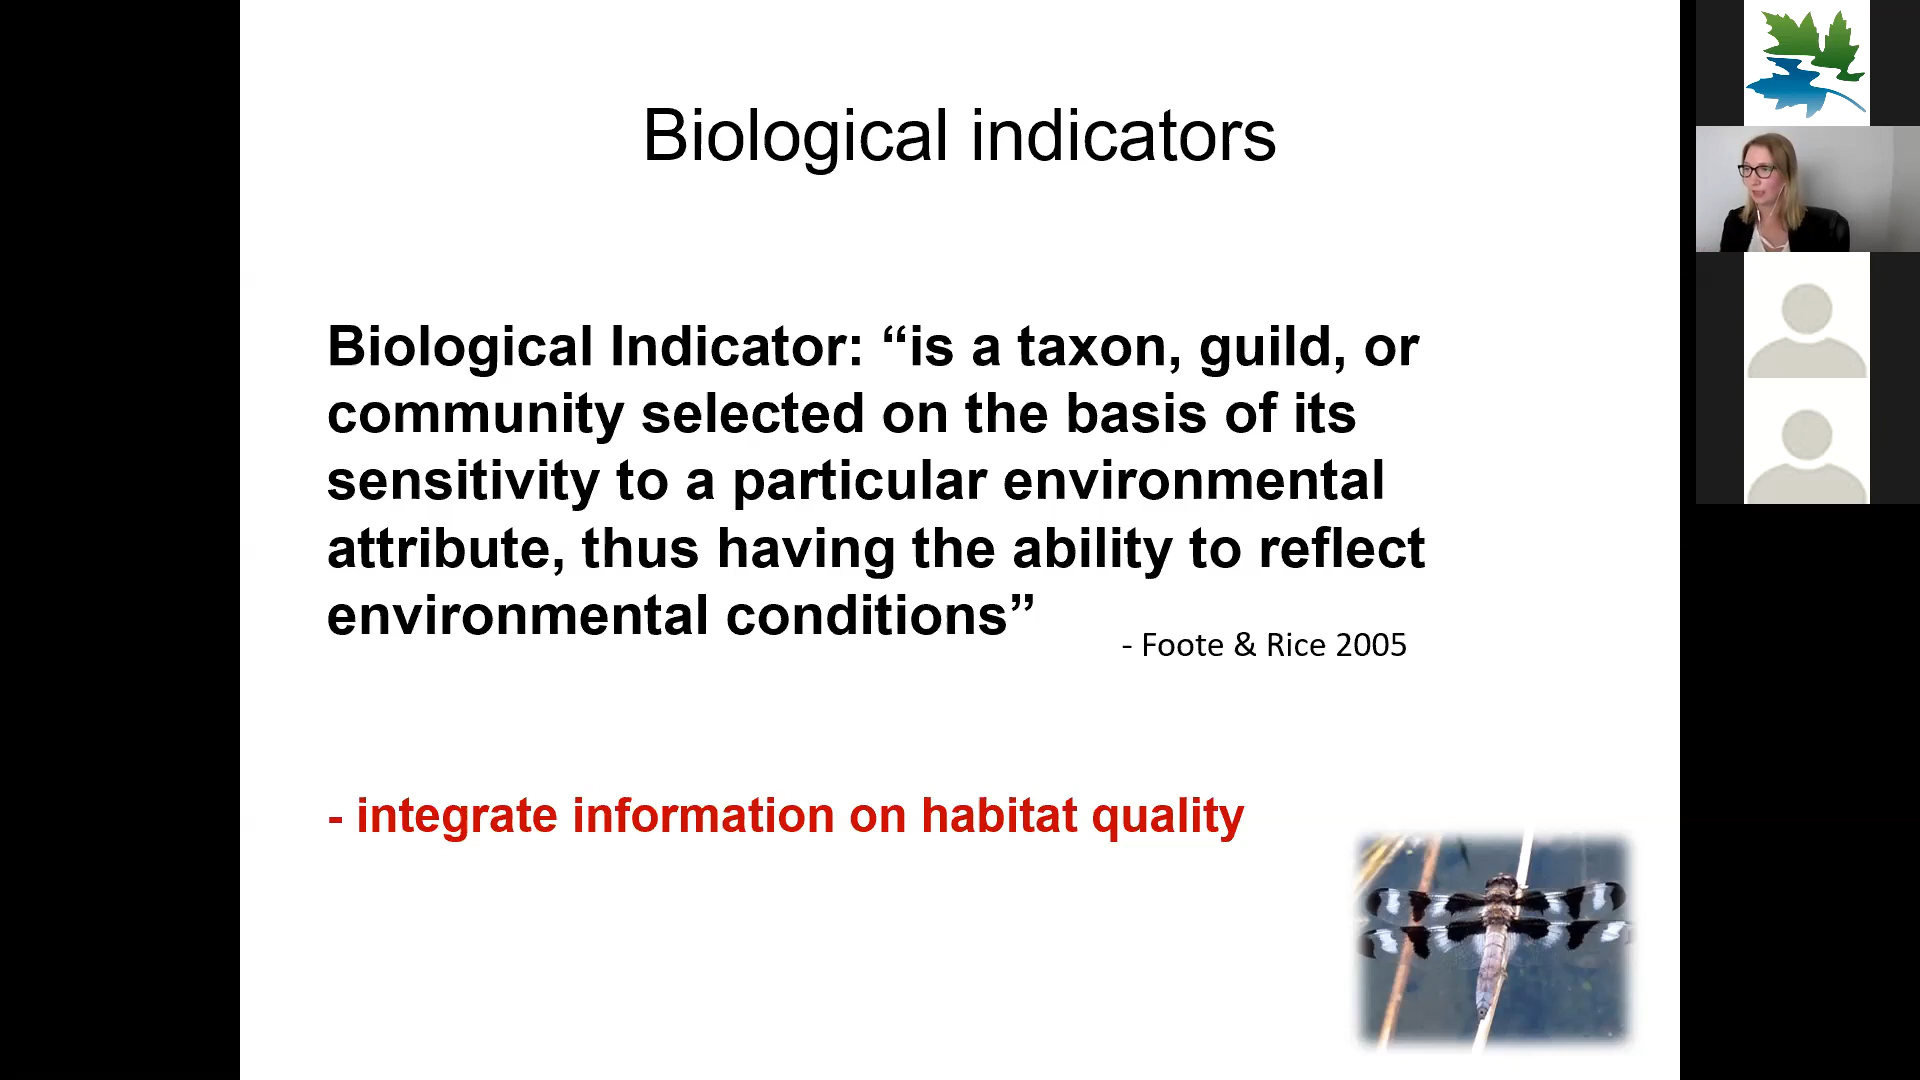 Biological indicators
Biological Indicator: “is a taxon, guild, or
community selected on the basis of its
sensitivity to a particular environmental
attribute, thus having the ability to reflect
environmental conditions”
- Foote & Rice 2005
- integrate information on habitat quality